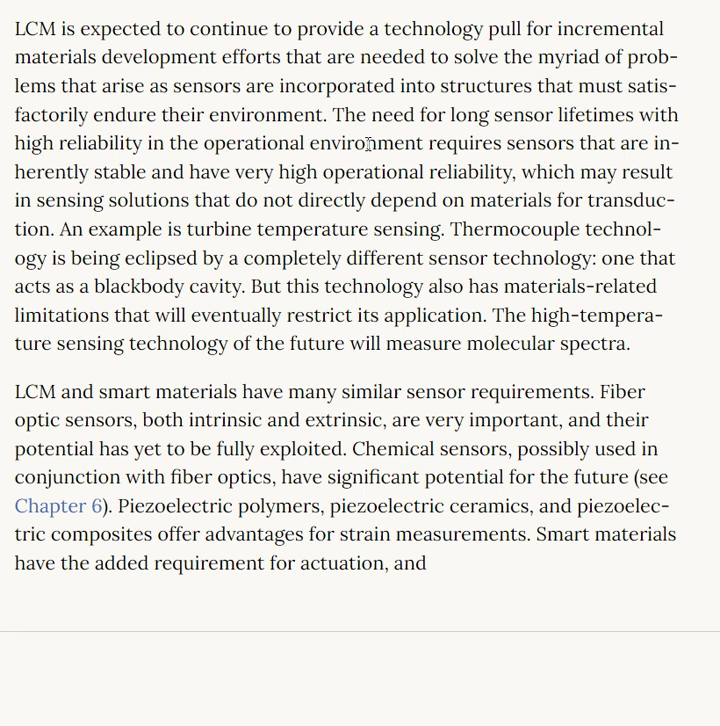 LCM is expected to continue to provide a technology pull for incremental
materials development efforts that are needed to solve the myriad of prob-
lems that arise as sensors are incorporated into structures that must satis-
factorily endure their environment. The need for long sensor lifetimes with
high reliability in the operational environment requires sensors that are in-
herently stable and have very high operational reliability, which may result
in sensing solutions that do not directly depend on materials for transduc-
tion. An example is turbine temperature sensing. Thermocouple technol-
ogy is being eclipsed by a completely different sensor technology: one that
acts as a blackbody cavity. But this technology also has materials-related
limitations that will eventually restrict its application. The high-tempera-
ture sensing technology of the future will measure molecular spectra.
LCM and smart materials have many similar sensor requirements. Fiber
optic sensors, both intrinsic and extrinsic, are very important, and their
potential has yet to be fully exploited. Chemical sensors, possibly used in
conjunction with fiber optics, have significant potential for the future (see
Chapter 6). Piezoelectric polymers, piezoelectric ceramics, and piezoelec-
tric composites offer advantages for strain measurements. Smart materials
have the added requirement for actuation, and